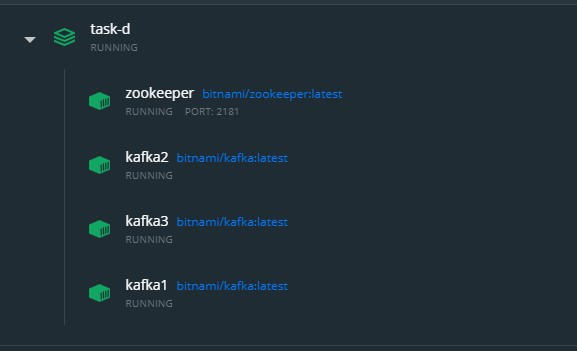 task-d
RUNNING
zookeeper bitnami/zookeeper:latest
RUNNING PORT: 2181
kafka2 bitnami/kafka:latest
RUNNING
kafka3 bitnami/kafka:latest
RUNNING
kafka1 bitnami/kafka:latest
RUNNING